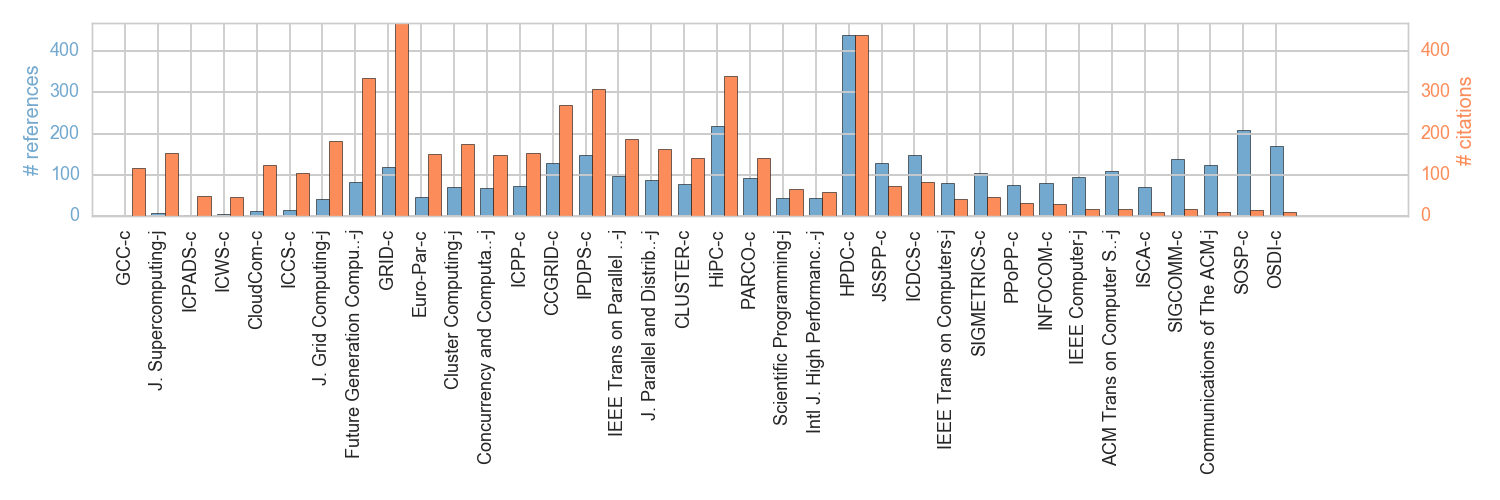 # references
400
300
200
100
0
400
300
200
100
0
# citations
GCC-c
J. Supercomputing-j
ICPADS-c
ICWS-c
CloudCom-c
ICCS-c
J. Grid Computing-j
Future Generation Compu..-j
GRID-c
Euro-Par-c
Cluster Computing-j
Concurrency and Computa..-j
ICPP-c
CCGRID-c
IPDPS-c
IEEE Trans on Parallel ..-j
J. Parallel and Distrib..-j
CLUSTER-c
HiPC-c
PARCO-c
Scientific Programming-j
Intl J. High Performanc..-j
HPDC-c
JSSPP-c
ICDCS-c
IEEE Trans on Computers-j
SIGMETRICS-c
PPoPP-c
INFOCOM-c
IEEE Computer-j
ACM Trans on Computer S..-j
ISCA-c
SIGCOMM-c
Communications of The ACM-j
SOSP-c
OSDI-c